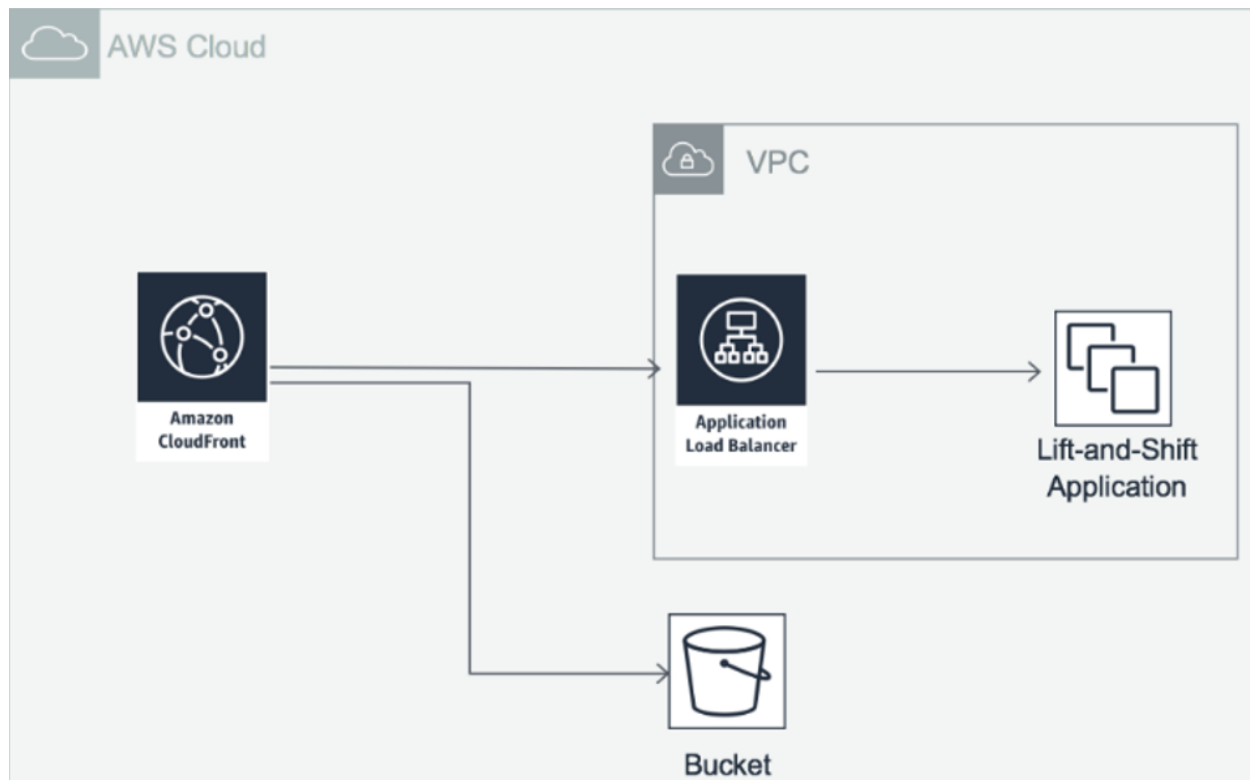 AWS Cloud
VPC
Amazon
CloudFront
Application
Load Balancer
Lift-and-Shift
Application
Bucket